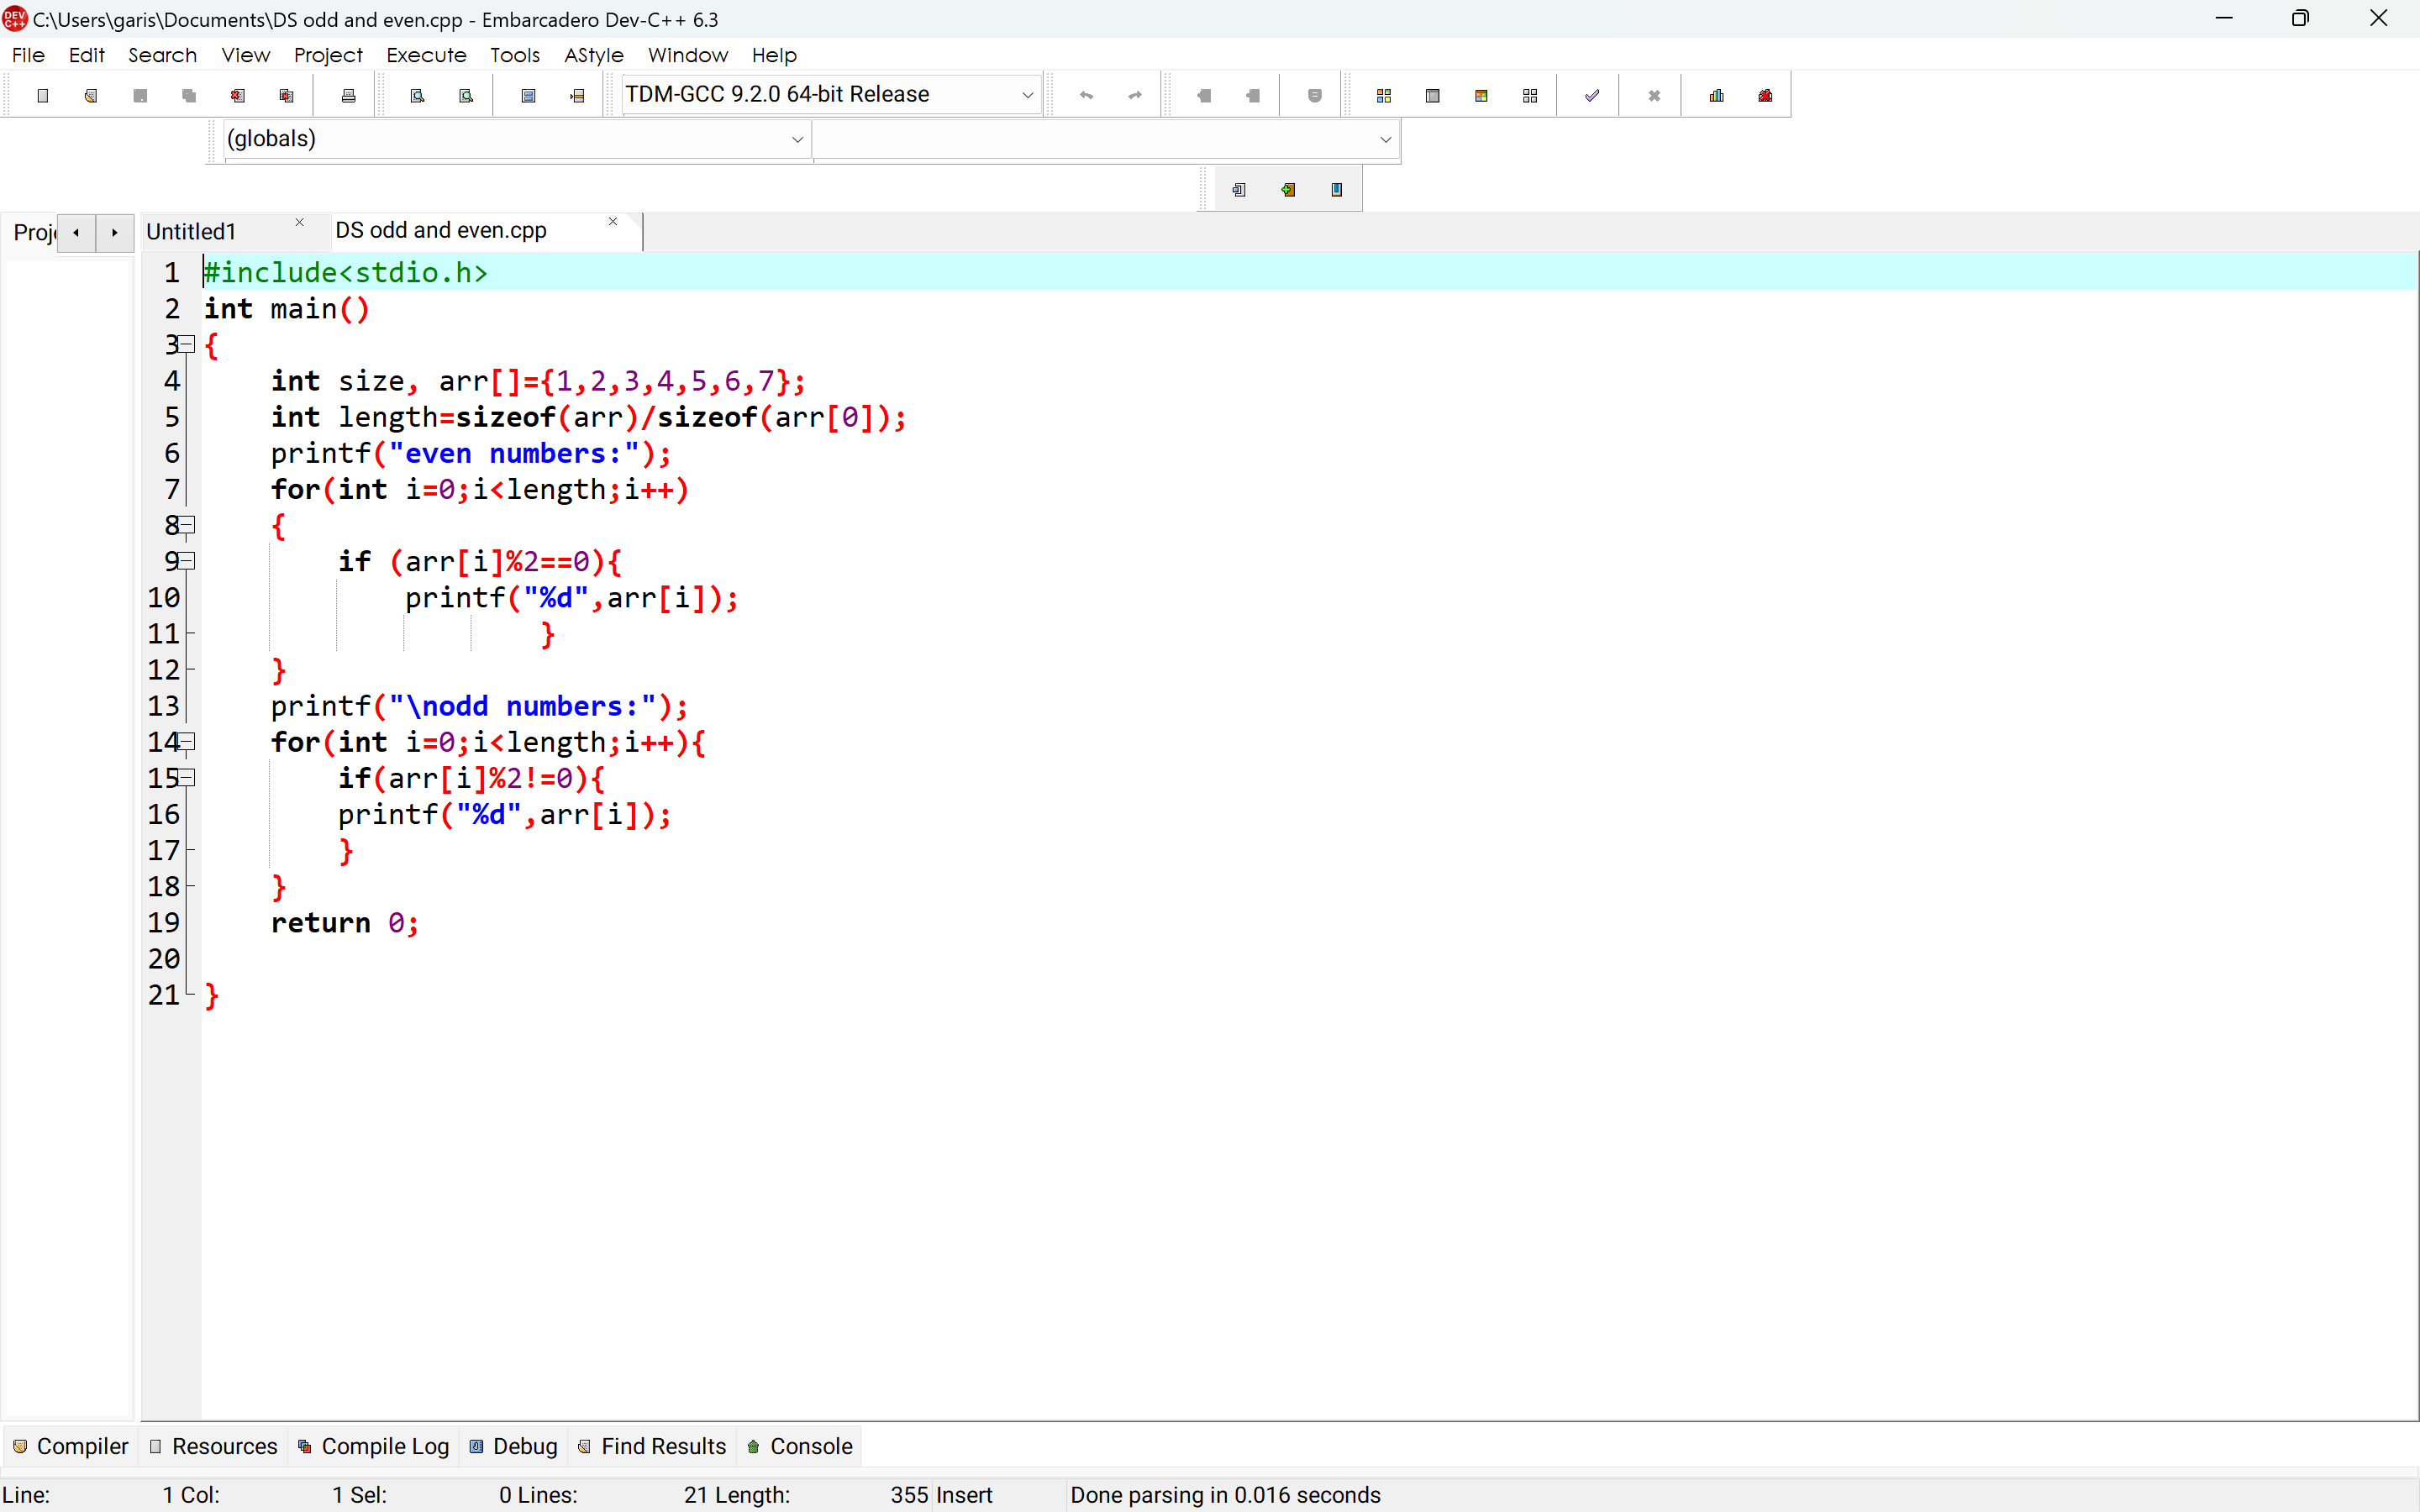 DEV C++ C:\Users\garis\Documents\DS odd and even.cpp - Embarcadero Dev-C++ 6.3
File Edit Search View Project Execute Tools AStyle Window Help
TDM-GCC 9.2.0 64-bit Release
(globals)
Proj Untitled1 DS odd and even.cpp
1 #include<stdio.h>
2 int main()
3 {
4     int size, arr[]={1,2,3,4,5,6,7};
5     int length=sizeof(arr)/sizeof(arr[0]);
6     printf("even numbers:");
7     for(int i=0;i<length;i++)
8     {
9         if (arr[i]%2==0){
10             printf("%d",arr[i]);
11                     }
12     }
13     printf("\nodd numbers:");
14     for(int i=0;i<length;i++){
15         if(arr[i]%2!=0){
16         printf("%d",arr[i]);
17         }
18     }
19     return 0;
20
21 }
Compiler Resources Compile Log Debug Find Results Console
Line: 1 Col: 1 Sel: 0 Lines: 21 Length: 355 Insert Done parsing in 0.016 seconds